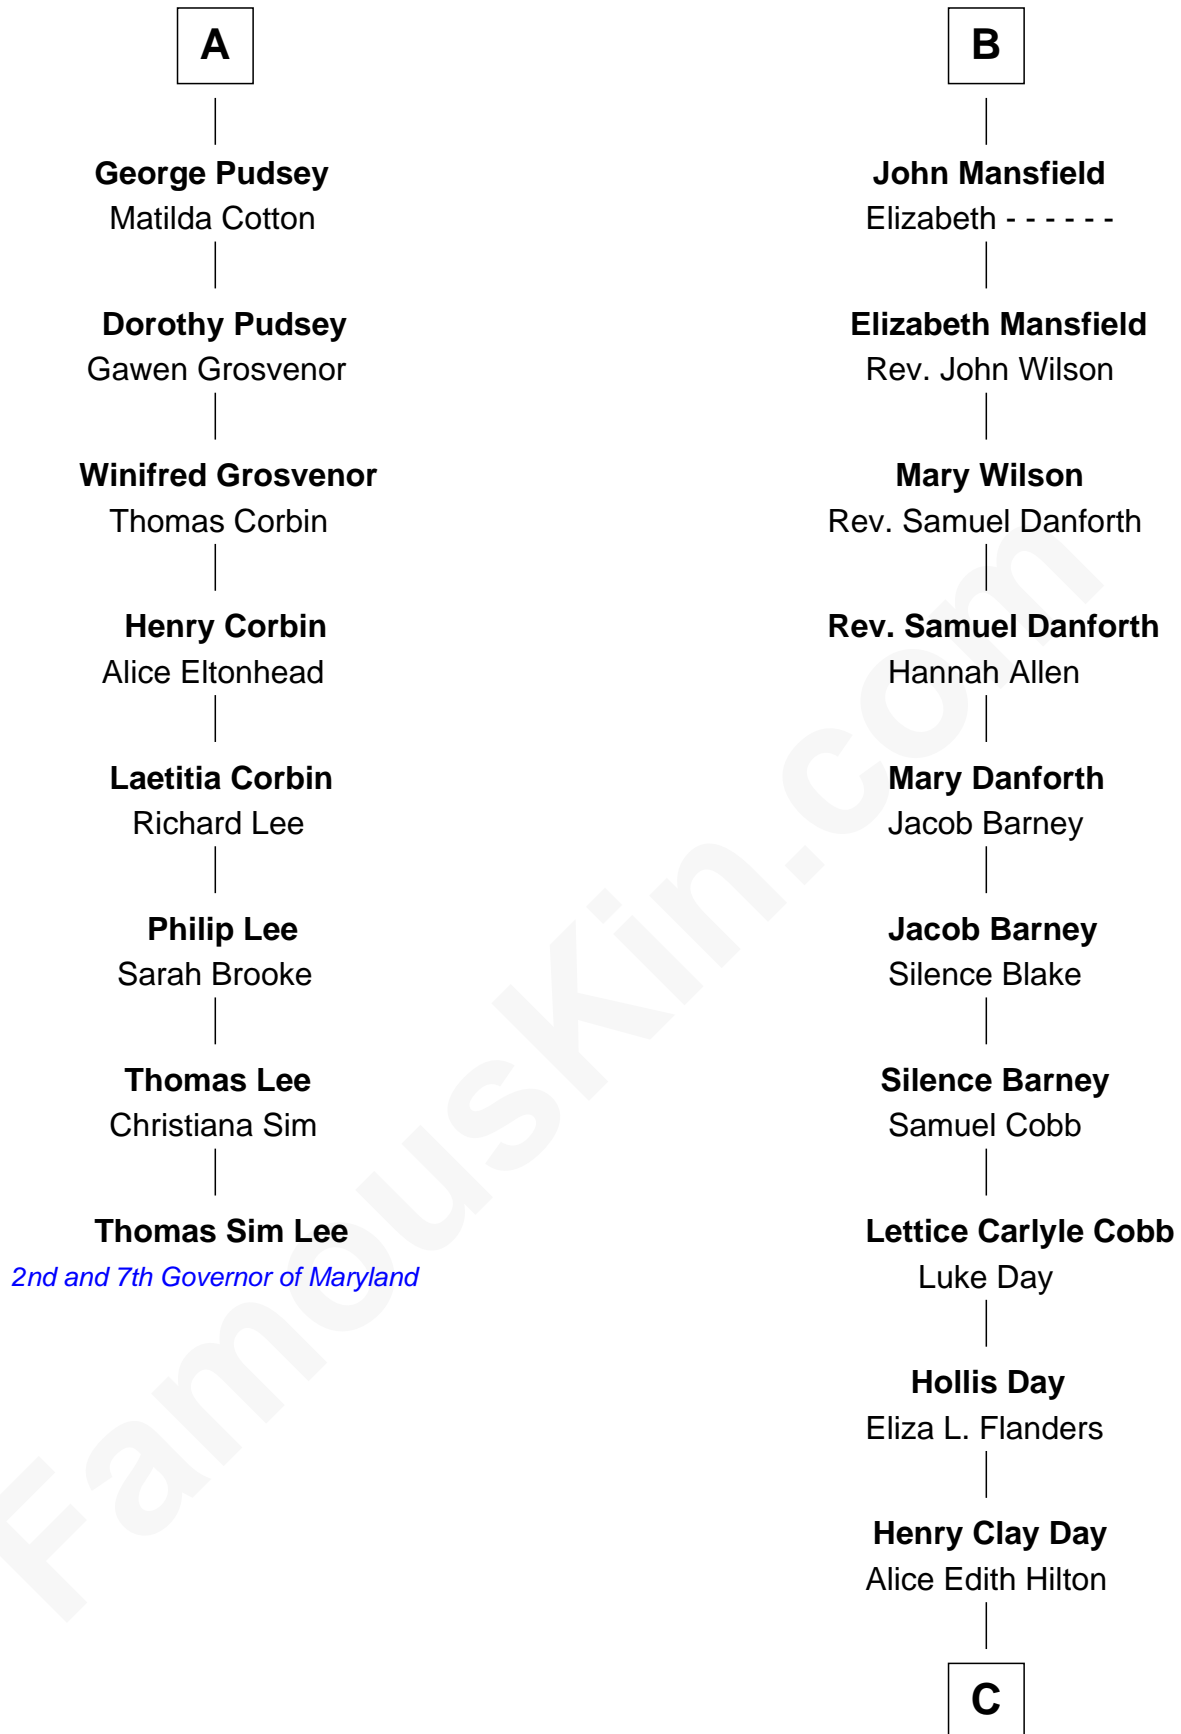 A
George Pudsey
Matilda Cotton
Dorothy Pudsey
Gawen Grosvenor
Winifred Grosvenor
Thomas Corbin
Henry Corbin
Alice Eltonhead
Laetitia Corbin
Richard Lee
Philip Lee
Sarah Brooke
Thomas Lee
Christiana Sim
Thomas Sim Lee
2nd and 7th Governor of Maryland
B
John Mansfield
Elizabeth - - - - - -
Elizabeth Mansfield
Rev. John Wilson
Mary Wilson
Rev. Samuel Danforth
Rev. Samuel Danforth
Hannah Allen
Mary Danforth
Jacob Barney
Jacob Barney
Silence Blake
Silence Barney
Samuel Cobb
Lettice Carlyle Cobb
Luke Day
Hollis Day
Eliza L. Flanders
Henry Clay Day
Alice Edith Hilton
C
FamousKin.com